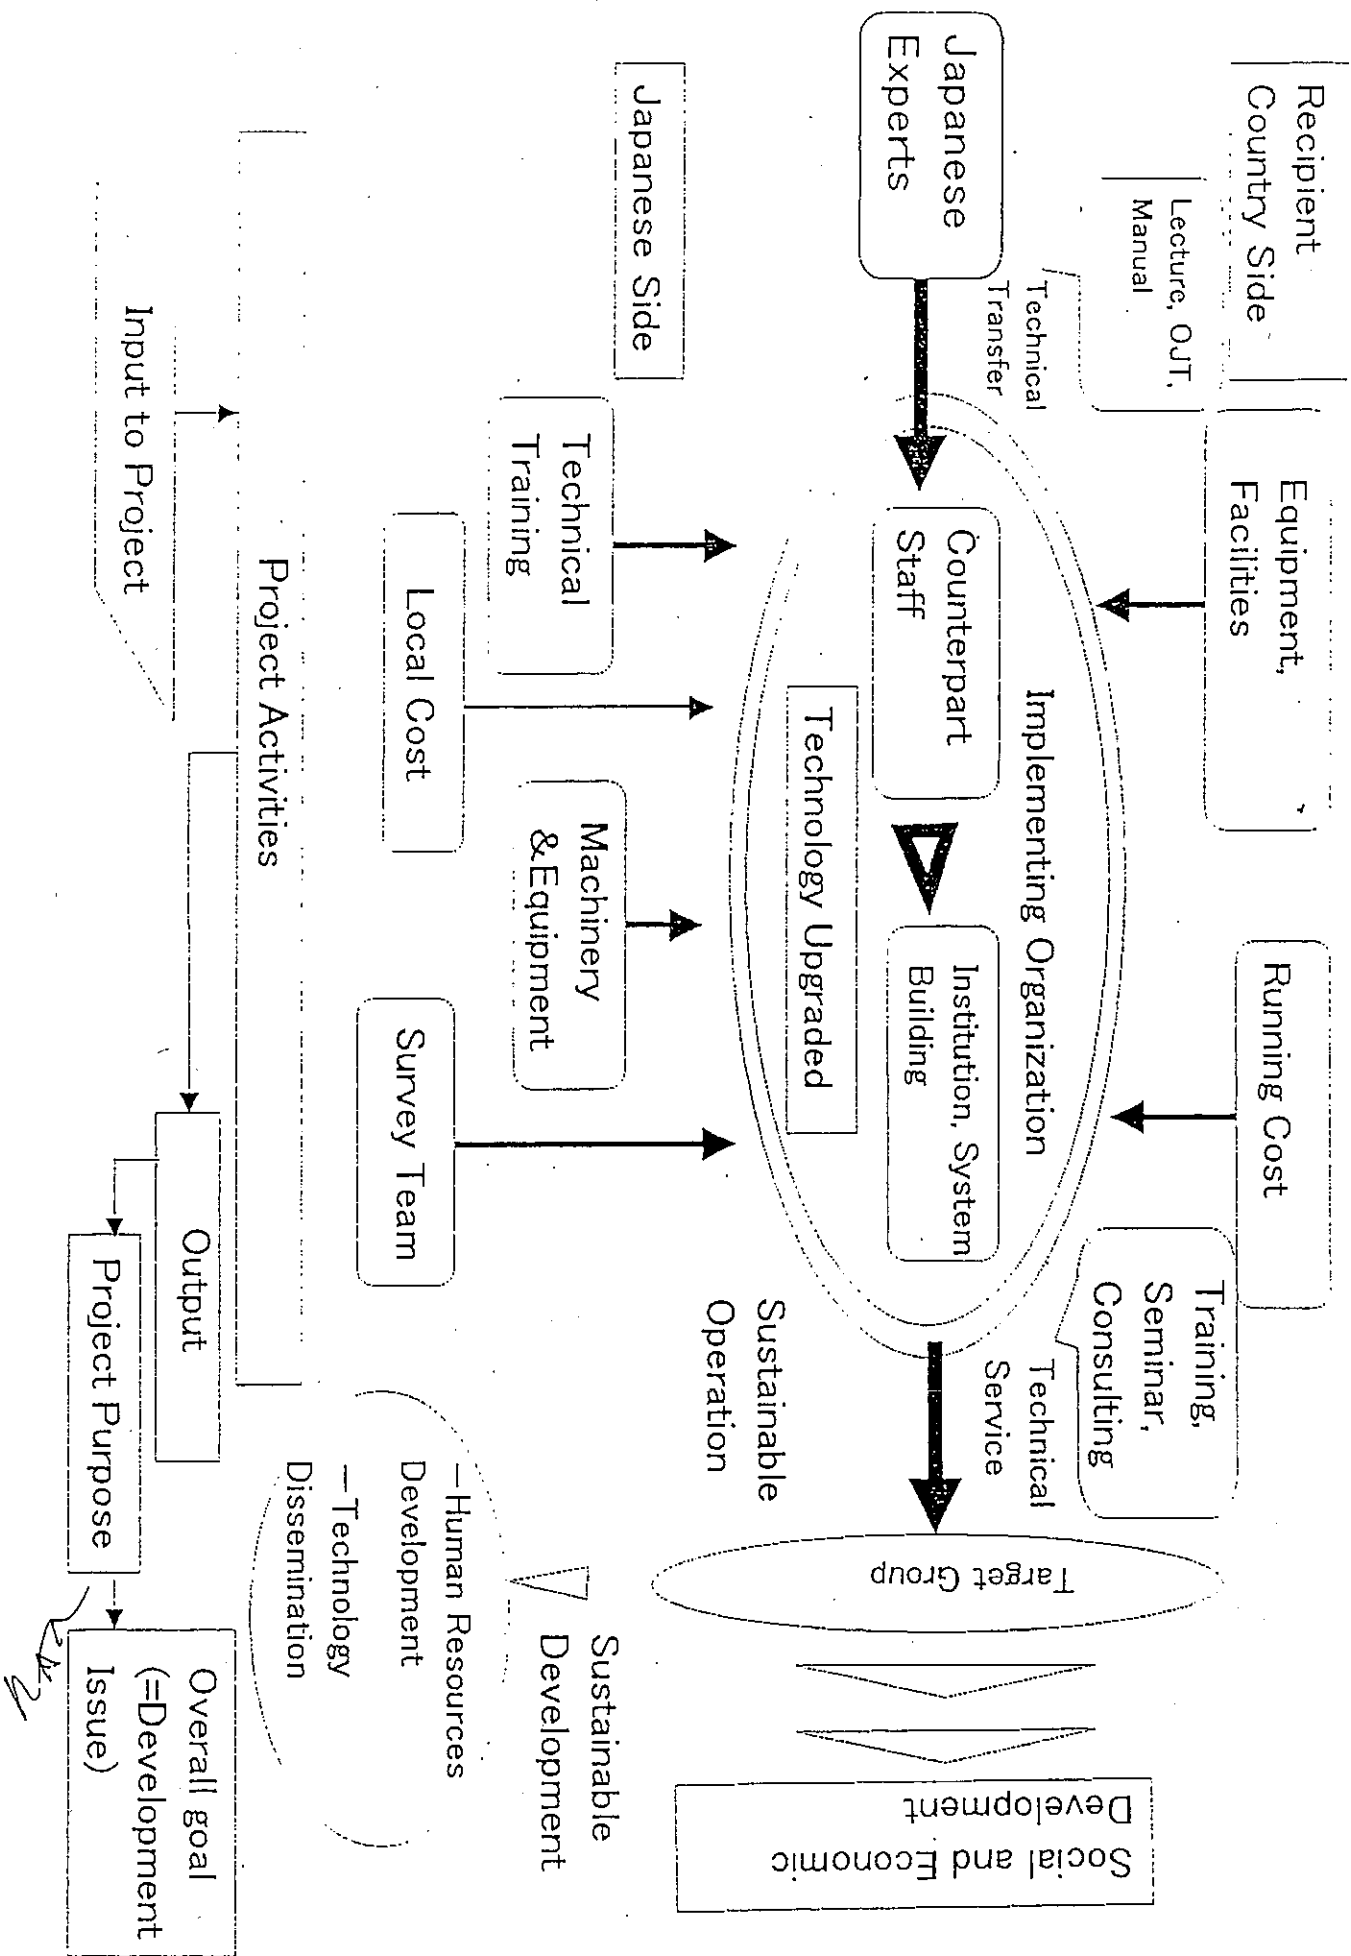 Recipient
Country Side
Lecture, OJT,
Manual
Equipment,
Facilities
Running Cost
Training,
Seminar,
Consulting
Japanese
Experts
Technical
Transfer
Implementing Organization
Counterpart
Staff
Institution, System
Building
Technology Upgraded
Technical
Service
Target Group
Social and Economic
Development
Sustainable
Operation
Japanese Side
Technical
Training
Local Cost
Machinery
&Equipment
Survey Team
Sustainable
Development
—Human Resources
Development
—Technology
Dissemination
Project Activities
Input to Project
Output
Project Purpose
Overall goal
(=Development
Issue)